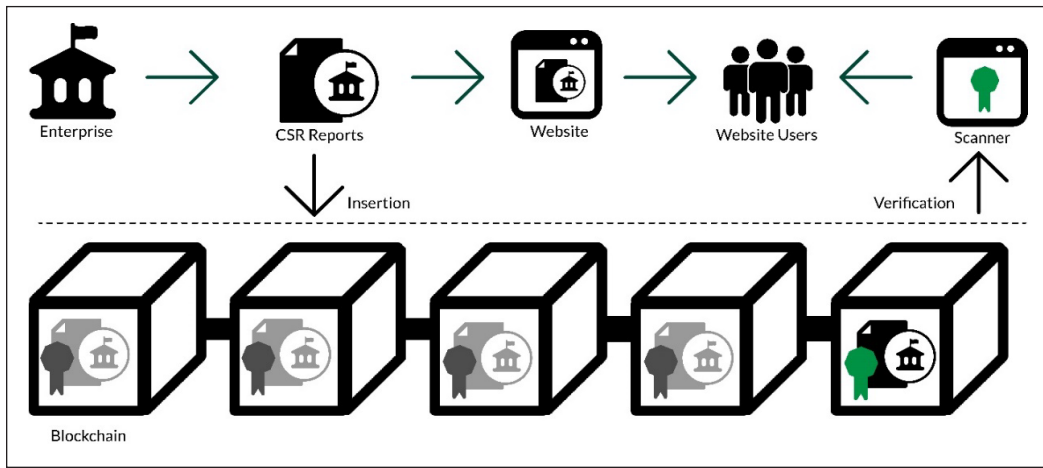 Enterprise
CSR Reports
Website
Website Users
Scanner
Insertion
Verification
Blockchain